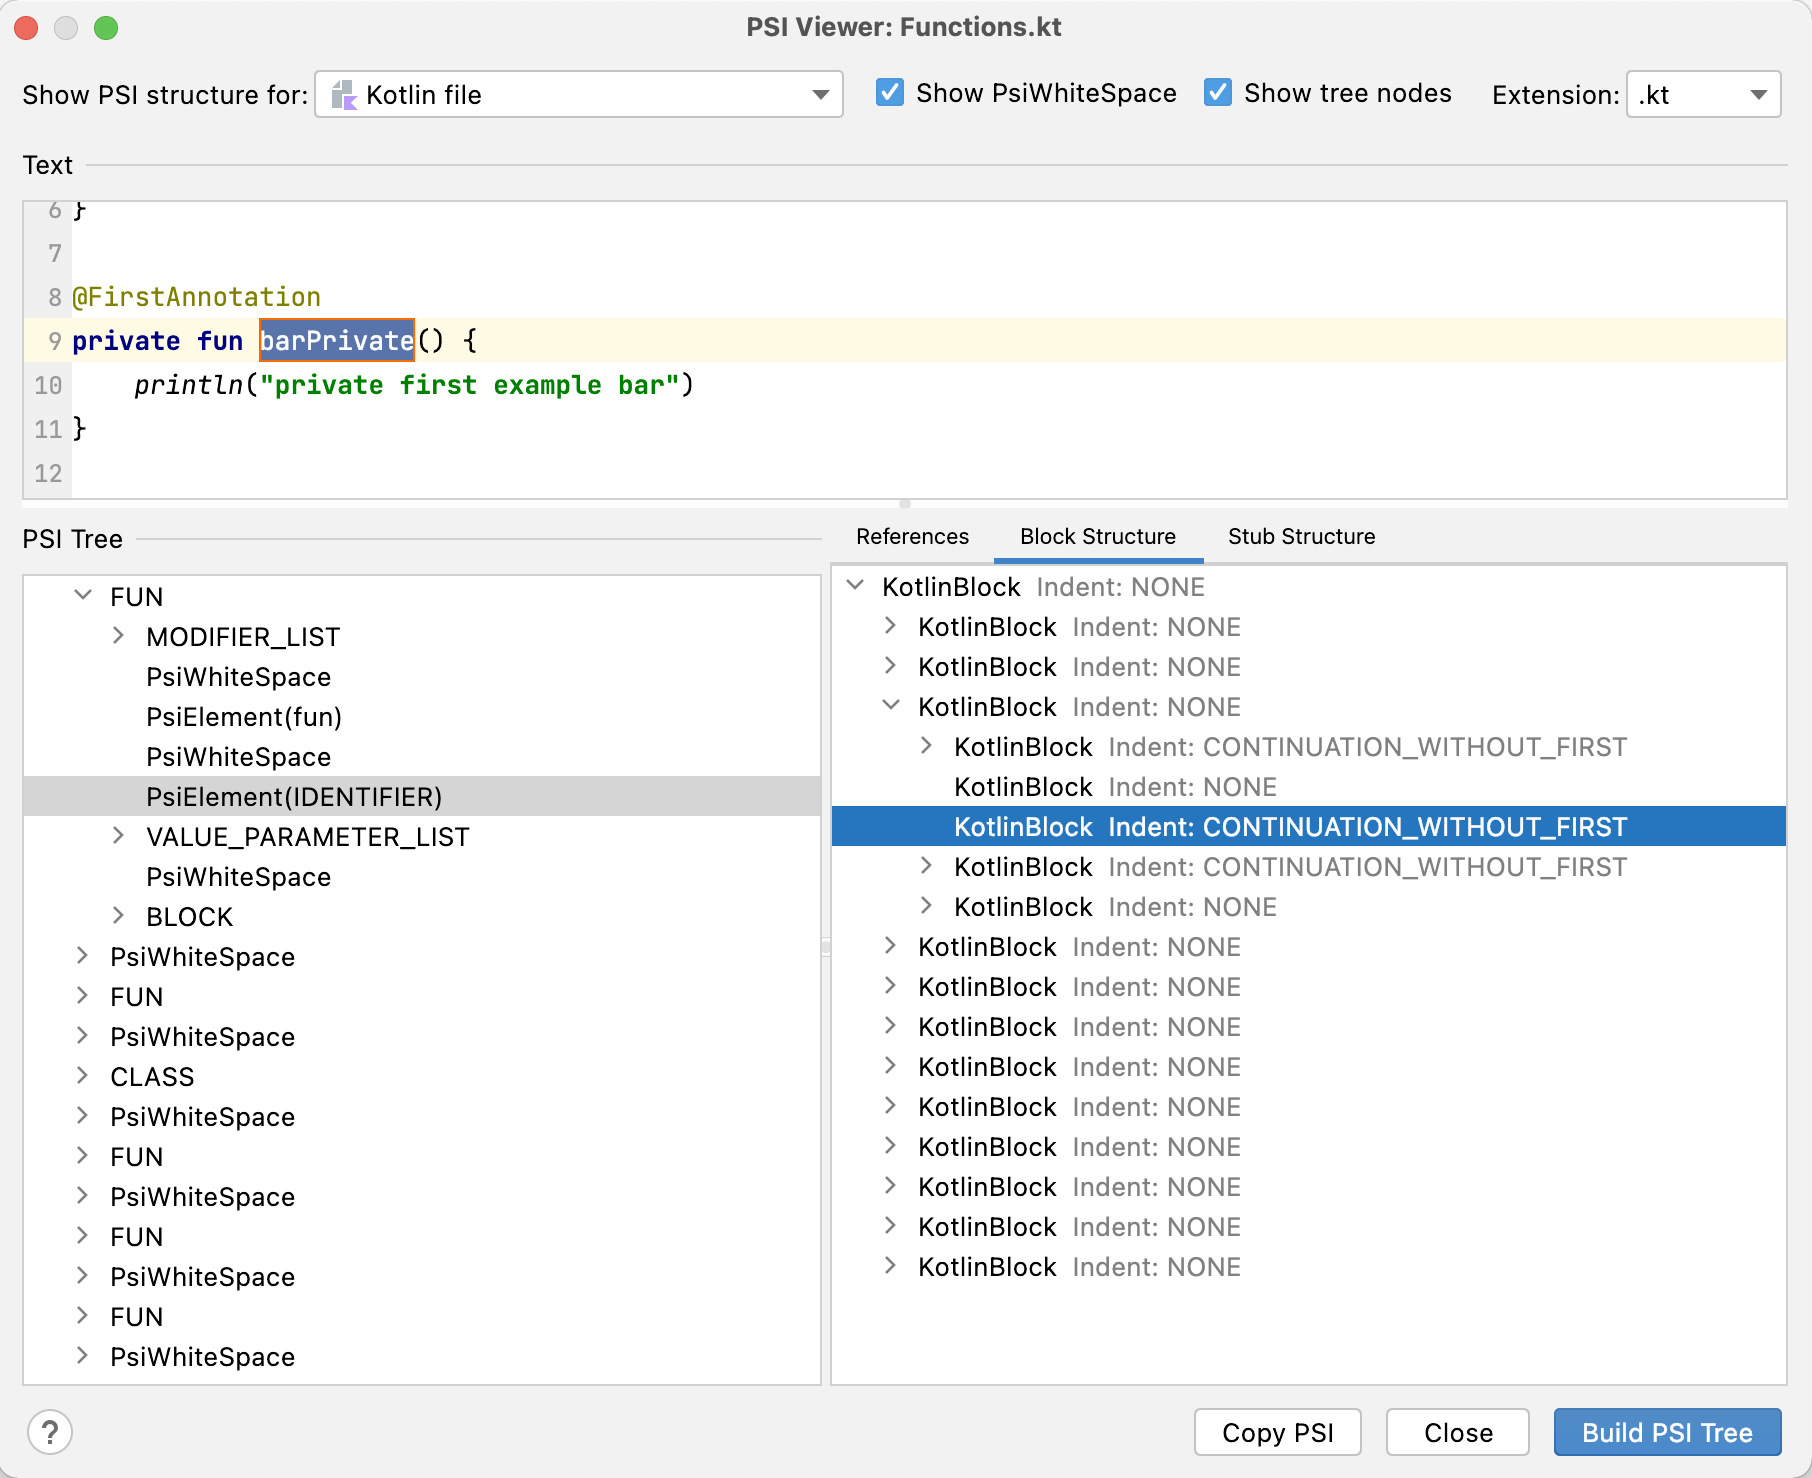 PSI Viewer: Functions.kt
Show PSI structure for: Kotlin file Show PsiWhiteSpace Show tree nodes Extension: .kt
Text
6 }
7
8 @FirstAnnotation
9 private fun barPrivate() {
10 println("private first example bar")
11 }
12
PSI Tree
FUN
MODIFIER_LIST
PsiWhiteSpace
PsiElement(fun)
PsiWhiteSpace
PsiElement(IDENTIFIER)
VALUE_PARAMETER_LIST
PsiWhiteSpace
BLOCK
PsiWhiteSpace
FUN
PsiWhiteSpace
CLASS
PsiWhiteSpace
FUN
PsiWhiteSpace
FUN
PsiWhiteSpace
FUN
PsiWhiteSpace
References Block Structure Stub Structure
KotlinBlock Indent: NONE
KotlinBlock Indent: NONE
KotlinBlock Indent: NONE
KotlinBlock Indent: NONE
KotlinBlock Indent: CONTINUATION_WITHOUT_FIRST
KotlinBlock Indent: NONE
KotlinBlock Indent: CONTINUATION_WITHOUT_FIRST
KotlinBlock Indent: CONTINUATION_WITHOUT_FIRST
KotlinBlock Indent: NONE
KotlinBlock Indent: NONE
KotlinBlock Indent: NONE
KotlinBlock Indent: NONE
KotlinBlock Indent: NONE
KotlinBlock Indent: NONE
KotlinBlock Indent: NONE
KotlinBlock Indent: NONE
KotlinBlock Indent: NONE
KotlinBlock Indent: NONE
? Copy PSI Close Build PSI Tree